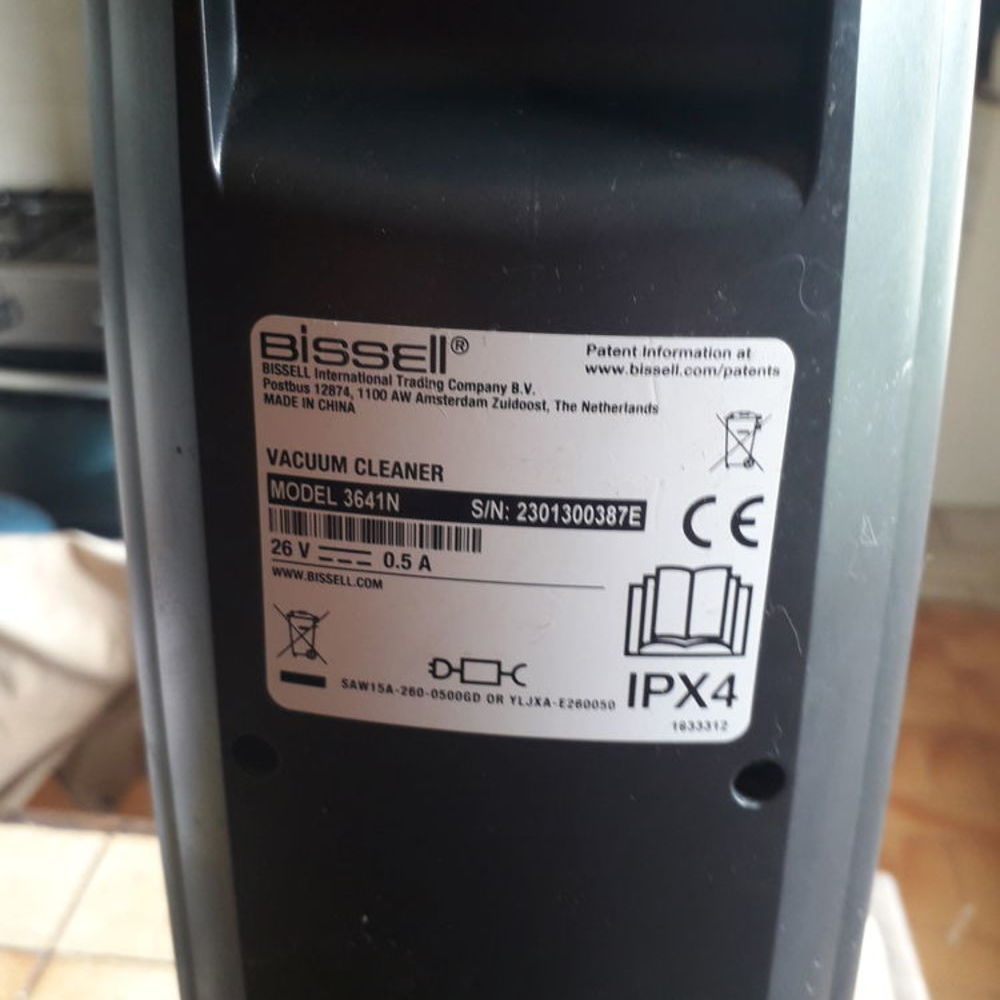 BISSELL®
BISSELL International Trading Company B.V.
Postbus 12874, 1100 AW Amsterdam Zuidoost, The Netherlands
MADE IN CHINA
Patent Information at
www.bissell.com/patents
VACUUM CLEANER
MODEL 3641N S/N: 2301300387E
26 V 0.5 A
WWW.BISSELL.COM
CE
SAW15A-260-0500GD OR YLJXA-E260050
IPX4
1633312